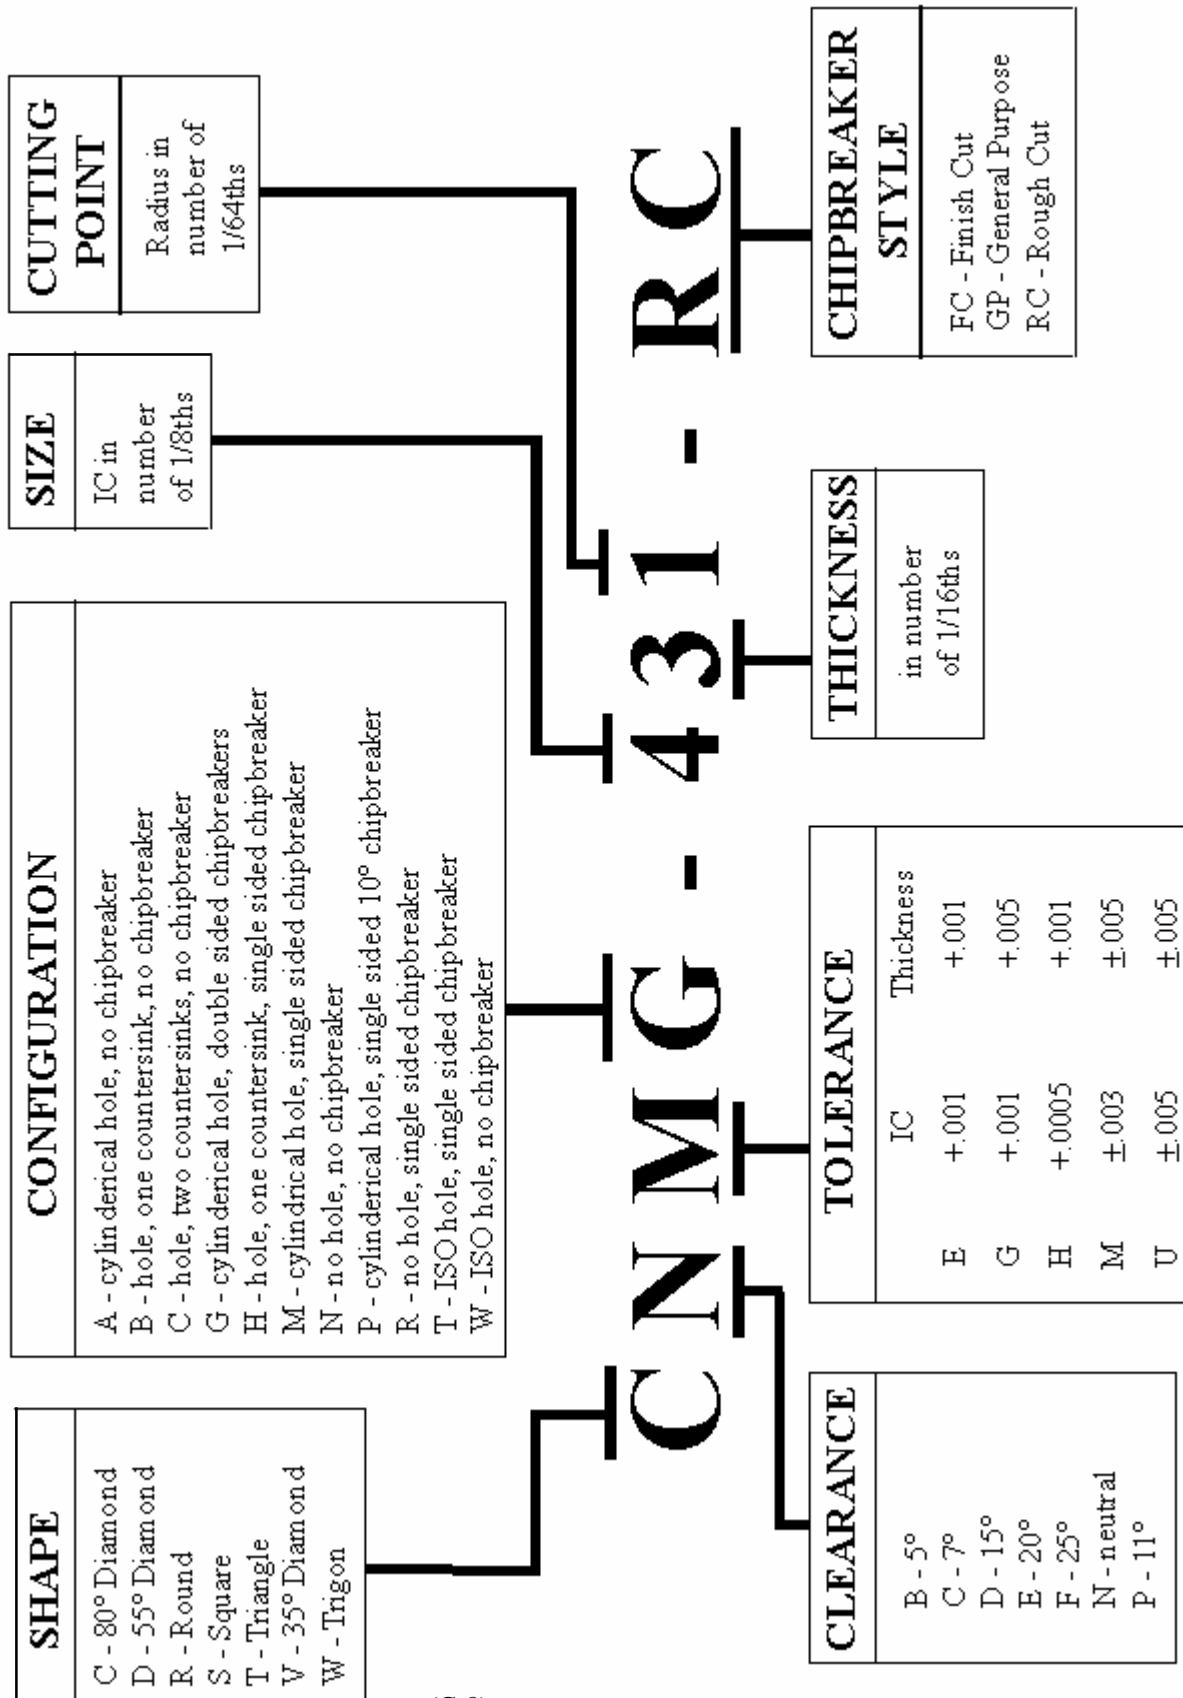 SHAPE
C - 80° Diamond
D - 55° Diamond
R - Round
S - Square
T - Triangle
V - 35° Diamond
W - Trigon
CONFIGURATION
A - cylinderical hole, no chipbreaker
B - hole, one countersink, no chipbreaker
C - hole, two countersinks, no chipbreaker
G - cylinderical hole, double sided chipbreakers
H - hole, one countersink, single sided chipbreaker
M - cylindrical hole, single sided chipbreaker
N - no hole, no chipbreaker
P - cylinderical hole, single sided 10° chipbreaker
R - no hole, single sided chipbreaker
T - ISO hole, single sided chipbreaker
W - ISO hole, no chipbreaker
SIZE
IC in
number
of 1/8ths
CUTTING
POINT
Radius in
number of
1/64ths
C N M G - 4 3 1 - R C
CLEARANCE
B - 5°
C - 7°
D - 15°
E - 20°
F - 25°
N - neutral
P - 11°
TOLERANCE
IC Thickness
E +.001 +.001
G +.001 +.005
H +.0005 +.001
M ±.003 ±.005
U ±.005 ±.005
THICKNESS
in number
of 1/16ths
CHIPBREAKER
STYLE
FC - Finish Cut
GP - General Purpose
RC - Rough Cut